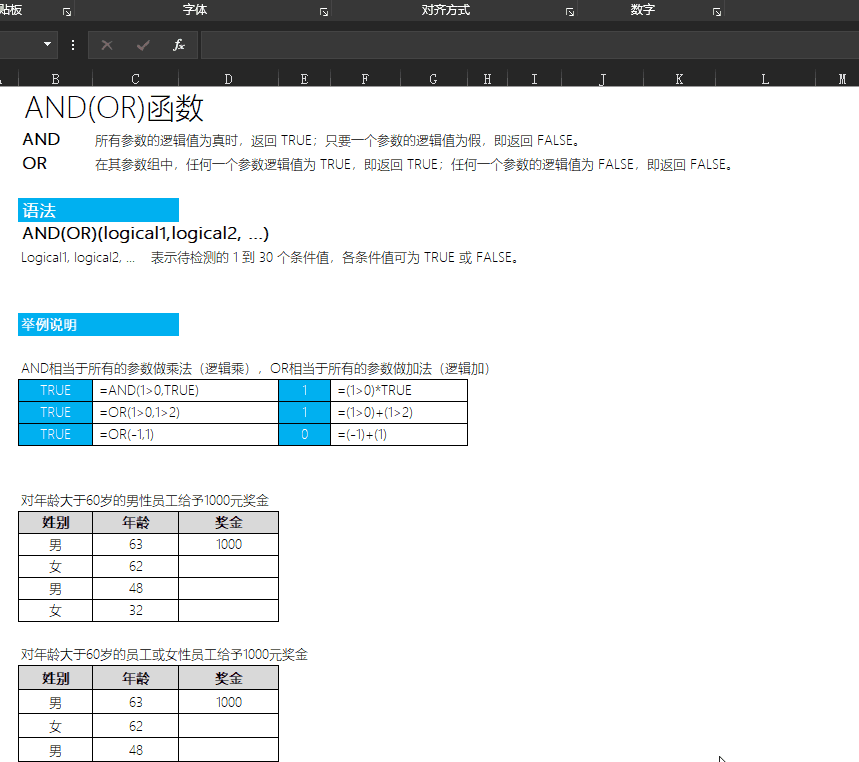 贴板 字体 对齐方式 数字
fx
B C D E F G H I J K L M
AND(OR)函数
AND 所有参数的逻辑值为真时，返回 TRUE；只要一个参数的逻辑值为假，即返回 FALSE。
OR 在其参数组中，任何一个参数逻辑值为 TRUE，即返回 TRUE；任何一个参数的逻辑值为 FALSE，即返回 FALSE。
语法
AND(OR)(logical1,logical2, ...)
Logical1, logical2, ... 表示待检测的 1 到 30 个条件值，各条件值可为 TRUE 或 FALSE。
举例说明
AND相当于所有的参数做乘法（逻辑乘），OR相当于所有的参数做加法（逻辑加）
TRUE =AND(1>0,TRUE) 1 =(1>0)*TRUE
TRUE =OR(1>0,1>2) 1 =(1>0)+(1>2)
TRUE =OR(-1,1) 0 =(-1)+(1)
对年龄大于60岁的男性员工给予1000元奖金
姓别 年龄 奖金
男 63 1000
女 62
男 48
女 32
对年龄大于60岁的员工或女性员工给予1000元奖金
姓别 年龄 奖金
男 63 1000
女 62
男 48